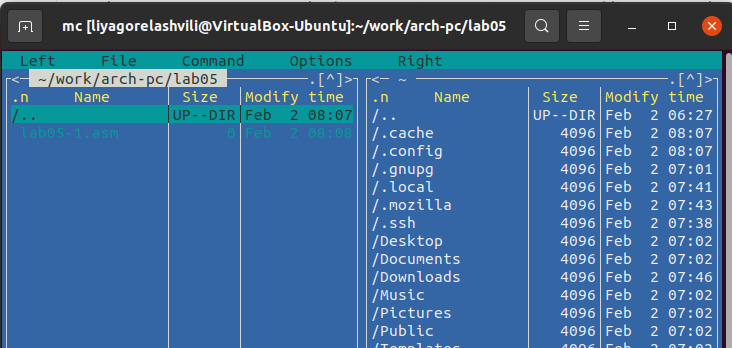 mc [liyagorelashvili@VirtualBox-Ubuntu]:~/work/arch-pc/lab05
Left File Command Options Right
<─ ~/work/arch-pc/lab05 ─.[^]>
.n Name Size Modify time
/.. UP--DIR Feb 2 08:07
lab05-1.asm 0 Feb 2 08:08
<─ ~ ─.[^]>
.n Name Size Modify time
/.. UP--DIR Feb 2 06:27
/.cache 4096 Feb 2 08:07
/.config 4096 Feb 2 08:07
/.gnupg 4096 Feb 2 07:01
/.local 4096 Feb 2 07:41
/.mozilla 4096 Feb 2 07:43
/.ssh 4096 Feb 2 07:38
/Desktop 4096 Feb 2 07:02
/Documents 4096 Feb 2 07:02
/Downloads 4096 Feb 2 07:46
/Music 4096 Feb 2 07:02
/Pictures 4096 Feb 2 07:02
/Public 4096 Feb 2 07:02
/Templates 4096 Feb 2 07:02